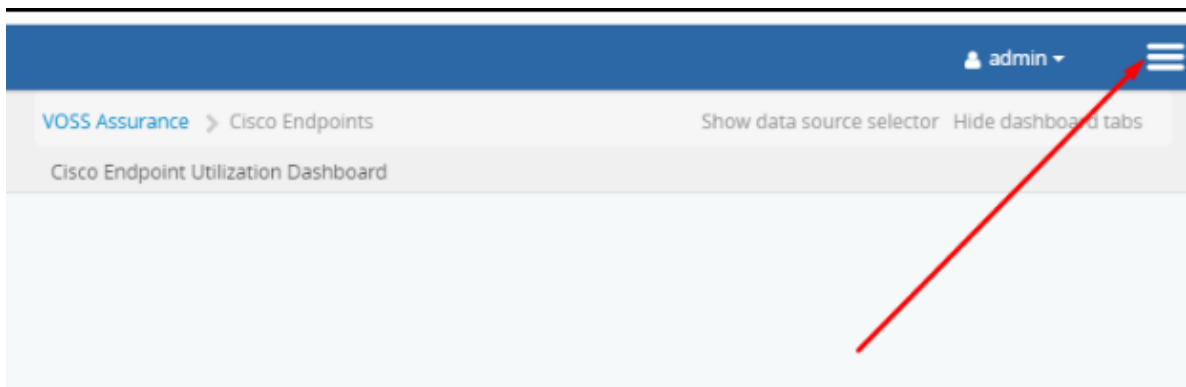 admin
VOSS Assurance > Cisco Endpoints Show data source selector Hide dashboard tabs
Cisco Endpoint Utilization Dashboard